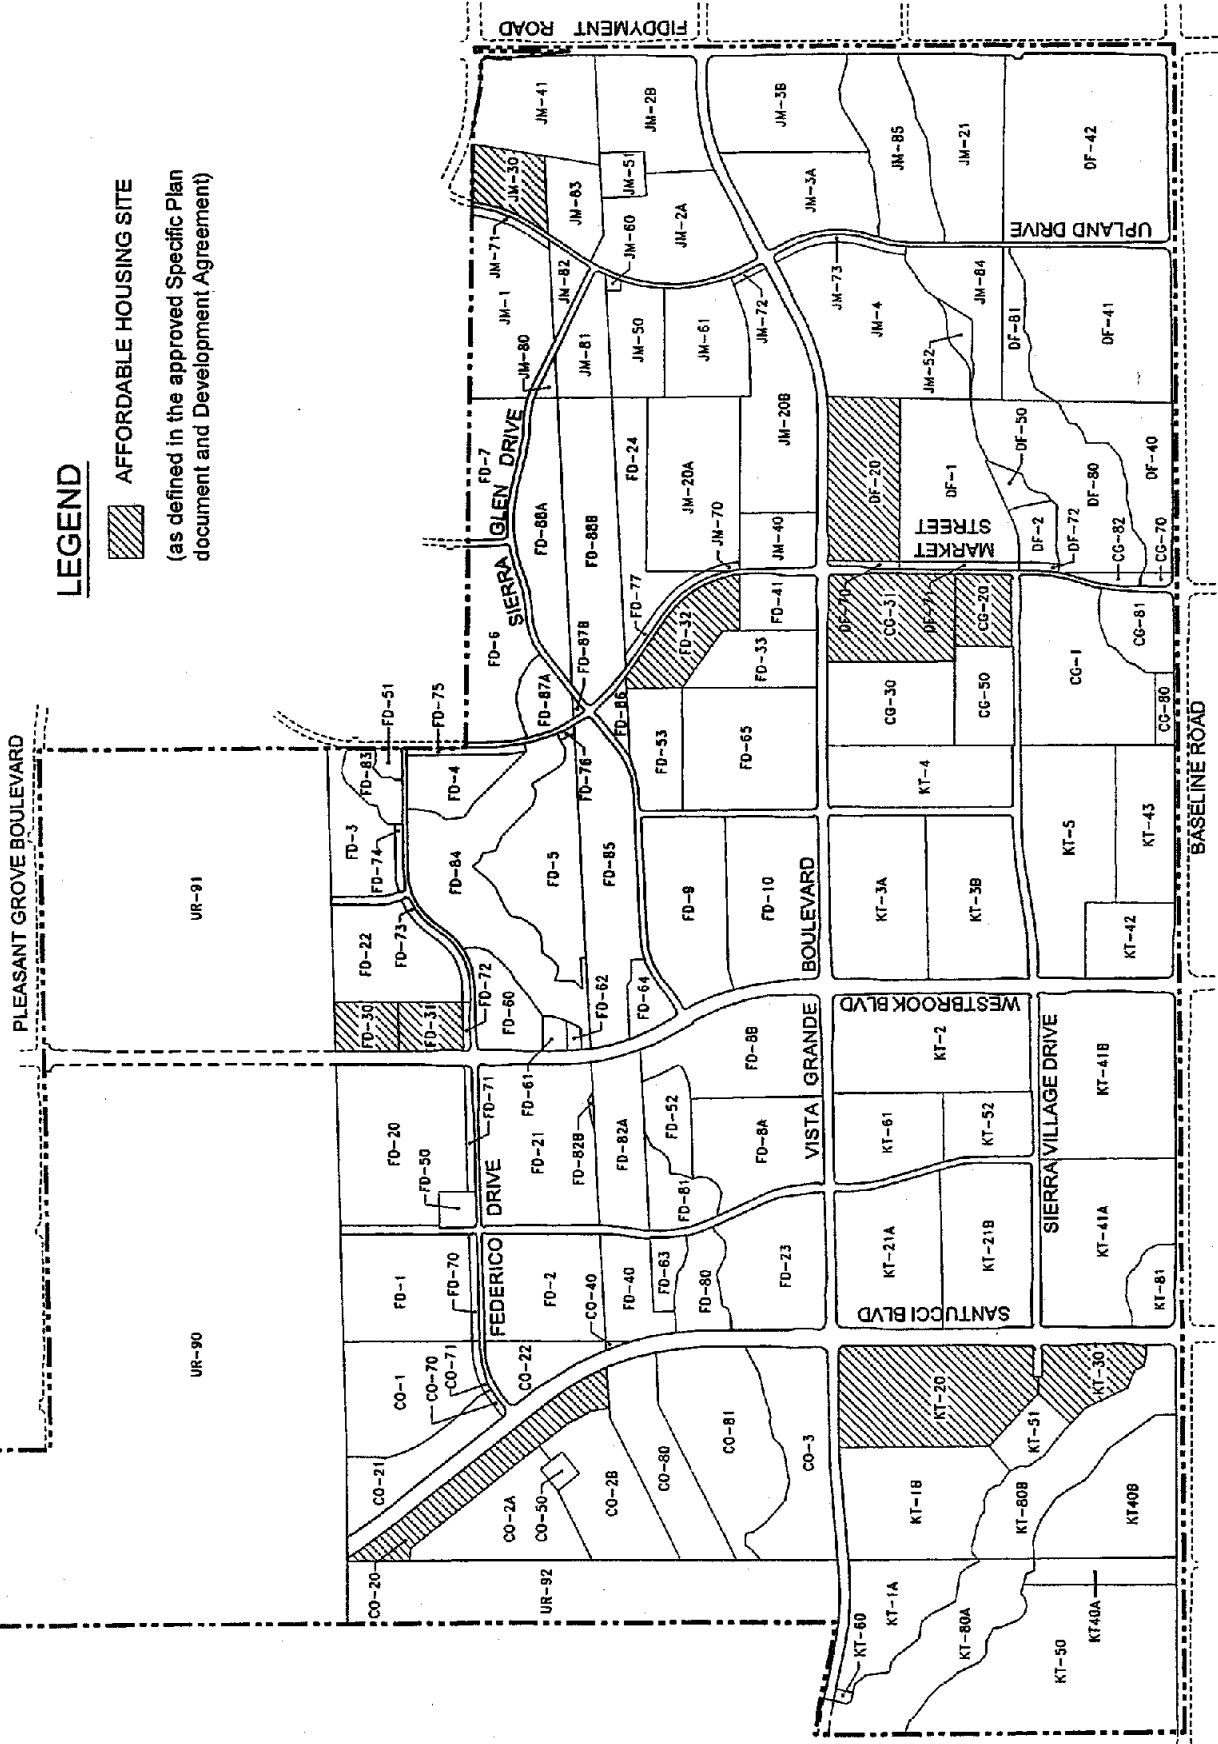 LEGEND
AFFORDABLE HOUSING SITE
(as defined in the approved Specific Plan
document and Development Agreement)
PLEASANT GROVE BOULEVARD
FIDDYMENT ROAD
BASELINE ROAD
UPLAND DRIVE
MARKET
STREET
SIERRA GLEN DRIVE
FEDERICO DRIVE
VISTA GRANDE BOULEVARD
WESTBROOK BLVD
SIERRA VILLAGE DRIVE
SANTUCCI BLVD
UR-90
UR-91
UR-92
JM-41
JM-2B
JM-3B
JM-85
JM-21
DF-42
JM-30
JM-83
JM-51
JM-60
JM-2A
JM-3A
JM-71
JM-1
JM-82
JM-80
JM-81
JM-50
JM-61
JM-72
JM-73
JM-4
JM-84
JM-52
DF-81
DF-41
FD-7
FD-88A
FD-88B
FD-24
JM-20A
JM-20B
JM-70
JM-40
DF-20
DF-1
DF-50
DF-80
DF-40
DF-2
DF-72
CG-82
CG-70
FD-6
FD-77
FD-87B
FD-87A
FD-86
FD-32
FD-41
FD-33
DF-70
CG-31
DF-71
CG-20
CG-81
CG-1
CG-80
CG-30
CG-50
FD-51
FD-75
FD-83
FD-4
FD-76
FD-53
FD-65
KT-4
FD-3
FD-74
FD-84
FD-5
FD-85
FD-9
FD-10
KT-3A
KT-3B
KT-5
KT-43
KT-42
FD-22
FD-73
FD-72
FD-60
FD-62
FD-64
FD-30
FD-31
FD-61
FD-8B
KT-2
KT-41B
FD-20
FD-71
FD-50
FD-21
FD-82B
FD-82A
FD-52
FD-81
FD-8A
KT-61
KT-52
FD-1
FD-70
FD-2
CO-40
FD-40
FD-63
FD-80
FD-23
KT-21A
KT-21B
KT-41A
KT-81
CO-1
CO-70
CO-71
CO-22
CO-21
CO-2A
CO-50
CO-2B
CO-80
CO-81
CO-3
CO-20
KT-20
KT-30
KT-51
KT-1B
KT-80B
KT40B
KT-60
KT-1A
KT-80A
KT-50
KT40A